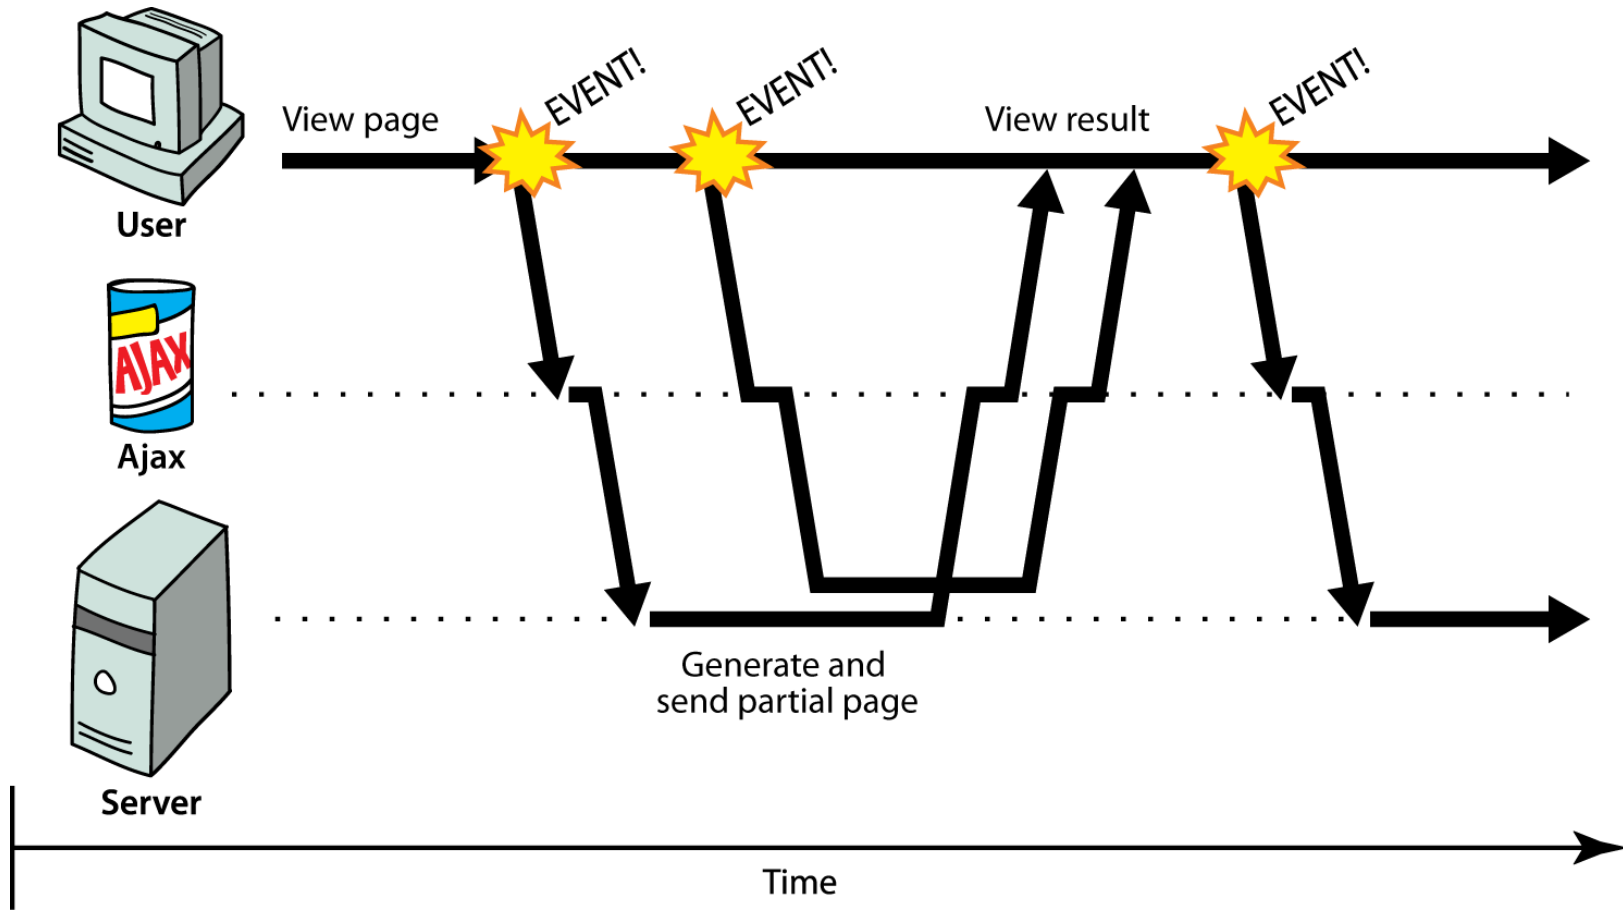 EVENT!
EVENT!
EVENT!
View page
View result
User
AJAX
Ajax
Generate and
send partial page
Server
Time